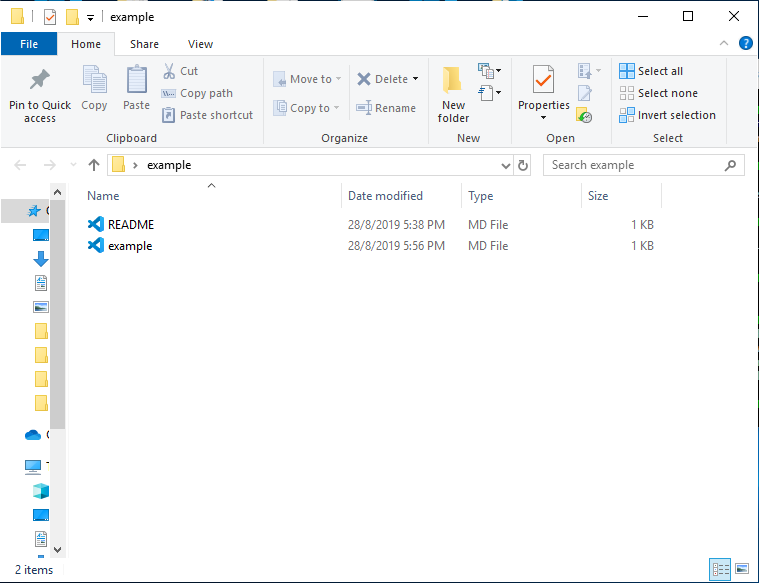 example
File Home Share View
Pin to Quick access
Copy
Paste
Cut
Copy path
Paste shortcut
Clipboard
Move to
Copy to
Delete
Rename
Organize
New folder
New
Properties
Open
Select all
Select none
Invert selection
Select
example
Search example
Name Date modified Type Size
README 28/8/2019 5:38 PM MD File 1 KB
example 28/8/2019 5:56 PM MD File 1 KB
2 items